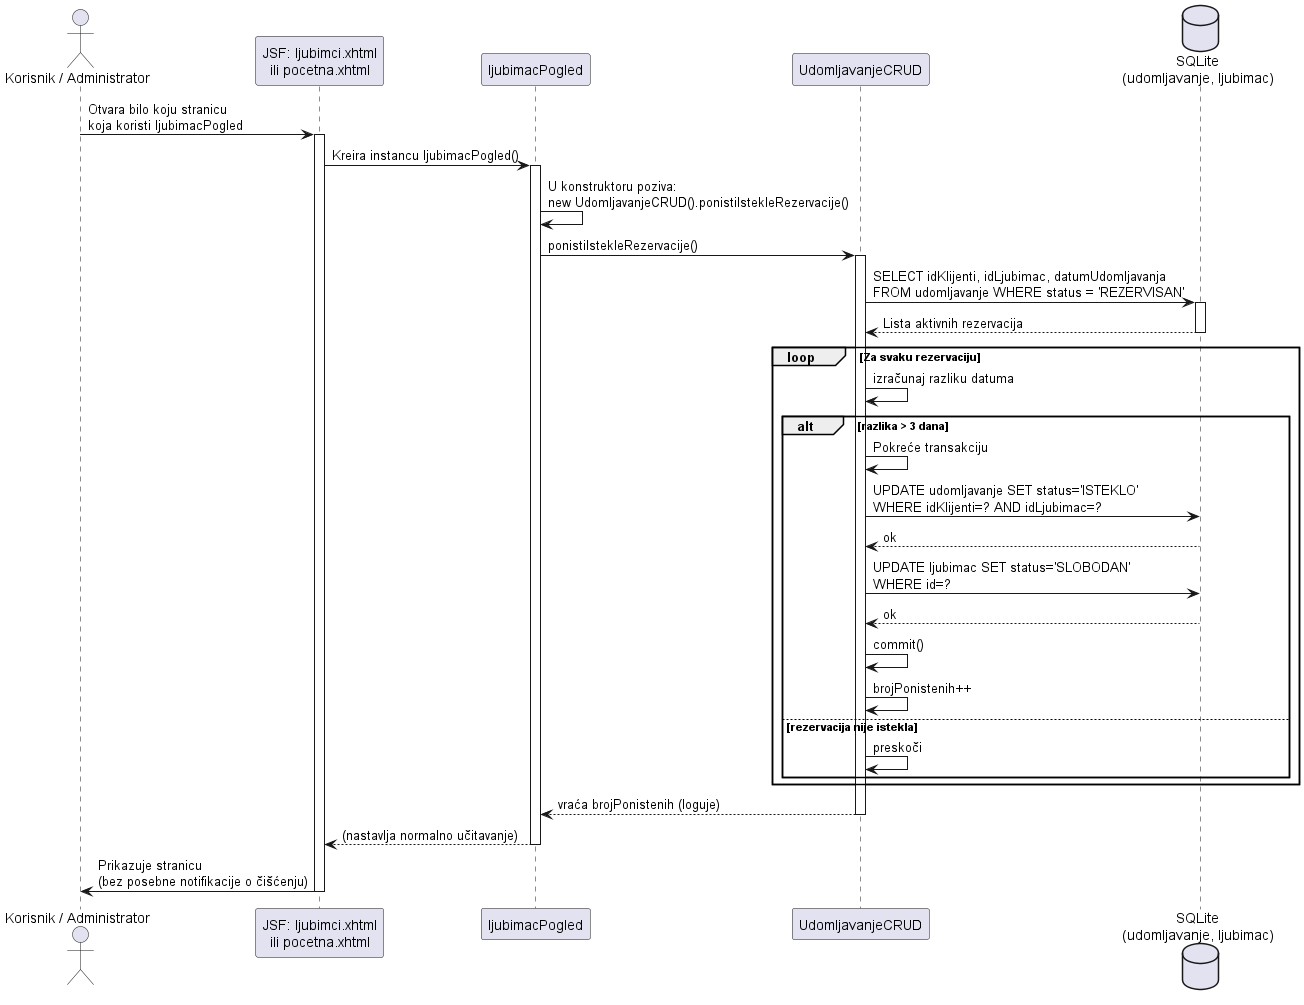 Korisnik / Administrator
JSF: ljubimci.xhtml
ili pocetna.xhtml
ljubimacPogled
UdomljavanjeCRUD
SQLite
(udomljavanje, ljubimac)
Otvara bilo koju stranicu
koja koristi ljubimacPogled
Kreira instancu ljubimacPogled()
U konstruktoru poziva:
new UdomljavanjeCRUD().ponistiIstekleRezervacije()
ponistiIstekleRezervacije()
SELECT idKlijenti, idLjubimac, datumUdomljavanja
FROM udomljavanje WHERE status = 'REZERVISAN'
Lista aktivnih rezervacija
loop [Za svaku rezervaciju]
izračunaj razliku datuma
alt [razlika > 3 dana]
Pokreće transakciju
UPDATE udomljavanje SET status='ISTEKLO'
WHERE idKlijenti=? AND idLjubimac=?
ok
UPDATE ljubimac SET status='SLOBODAN'
WHERE id=?
ok
commit()
brojPonistenih++
[rezervacija nije istekla]
preskoči
vraća brojPonistenih (loguje)
(nastavlja normalno učitavanje)
Prikazuje stranicu
(bez posebne notifikacije o čišćenju)
Korisnik / Administrator
JSF: ljubimci.xhtml
ili pocetna.xhtml
ljubimacPogled
UdomljavanjeCRUD
SQLite
(udomljavanje, ljubimac)